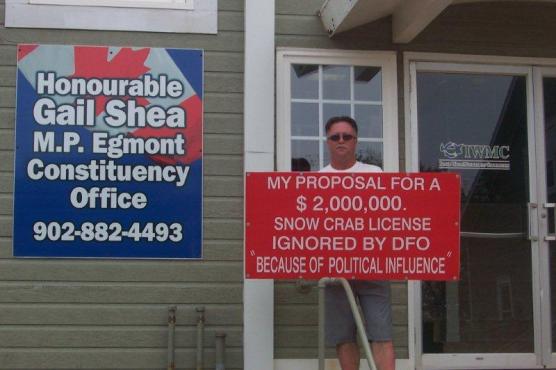 Honourable
Gail Shea
M.P. Egmont
Constituency
Office
902-882-4493
MY PROPOSAL FOR A
$ 2,000,000.
SNOW CRAB LICENSE
IGNORED BY DFO
"BECAUSE OF POLITICAL INFLUENCE"
IWMC